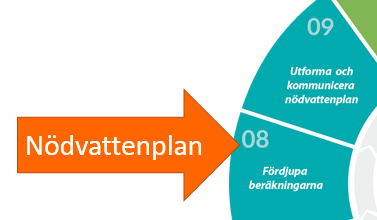 09
Utforma och
kommunicera
nödvattenplan
Nödvattenplan
08
Fördjupa
beräkningarna